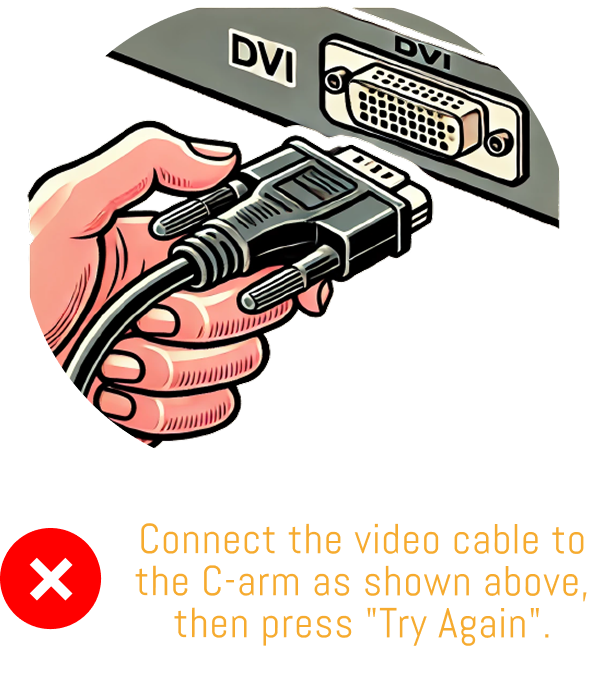 DVI
DVI
Connect the video cable to
the C-arm as shown above,
then press "Try Again".